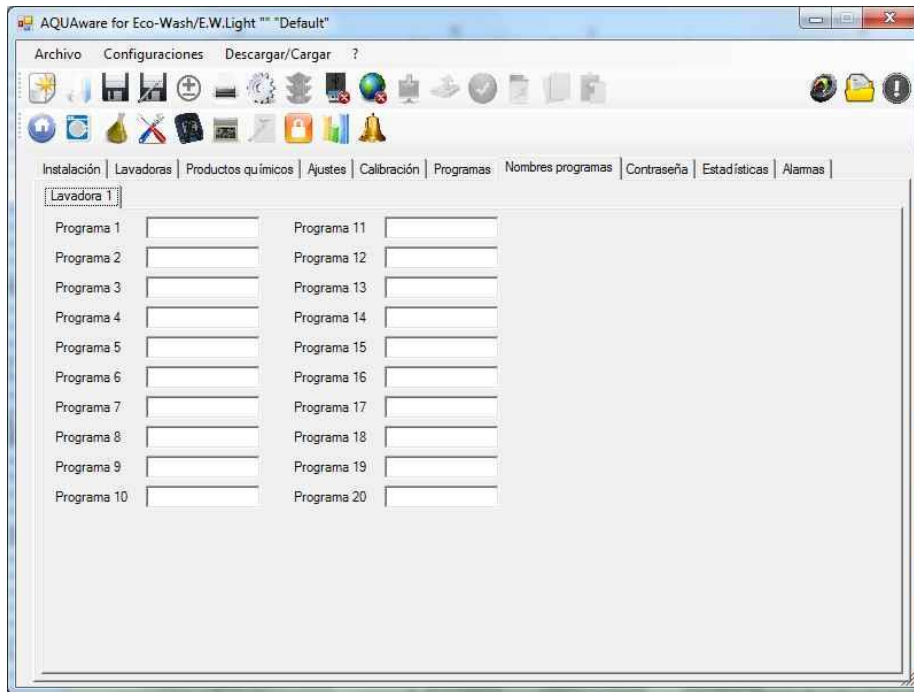 AQUAware for Eco-Wash/E.W.Light "" "Default"
Archivo Configuraciones Descargar/Cargar ?
Instalación Lavadoras Productos químicos Ajustes Calibración Programas Nombres programas Contraseña Estadísticas Alarmas
Lavadora 1
Programa 1 Programa 11
Programa 2 Programa 12
Programa 3 Programa 13
Programa 4 Programa 14
Programa 5 Programa 15
Programa 6 Programa 16
Programa 7 Programa 17
Programa 8 Programa 18
Programa 9 Programa 19
Programa 10 Programa 20